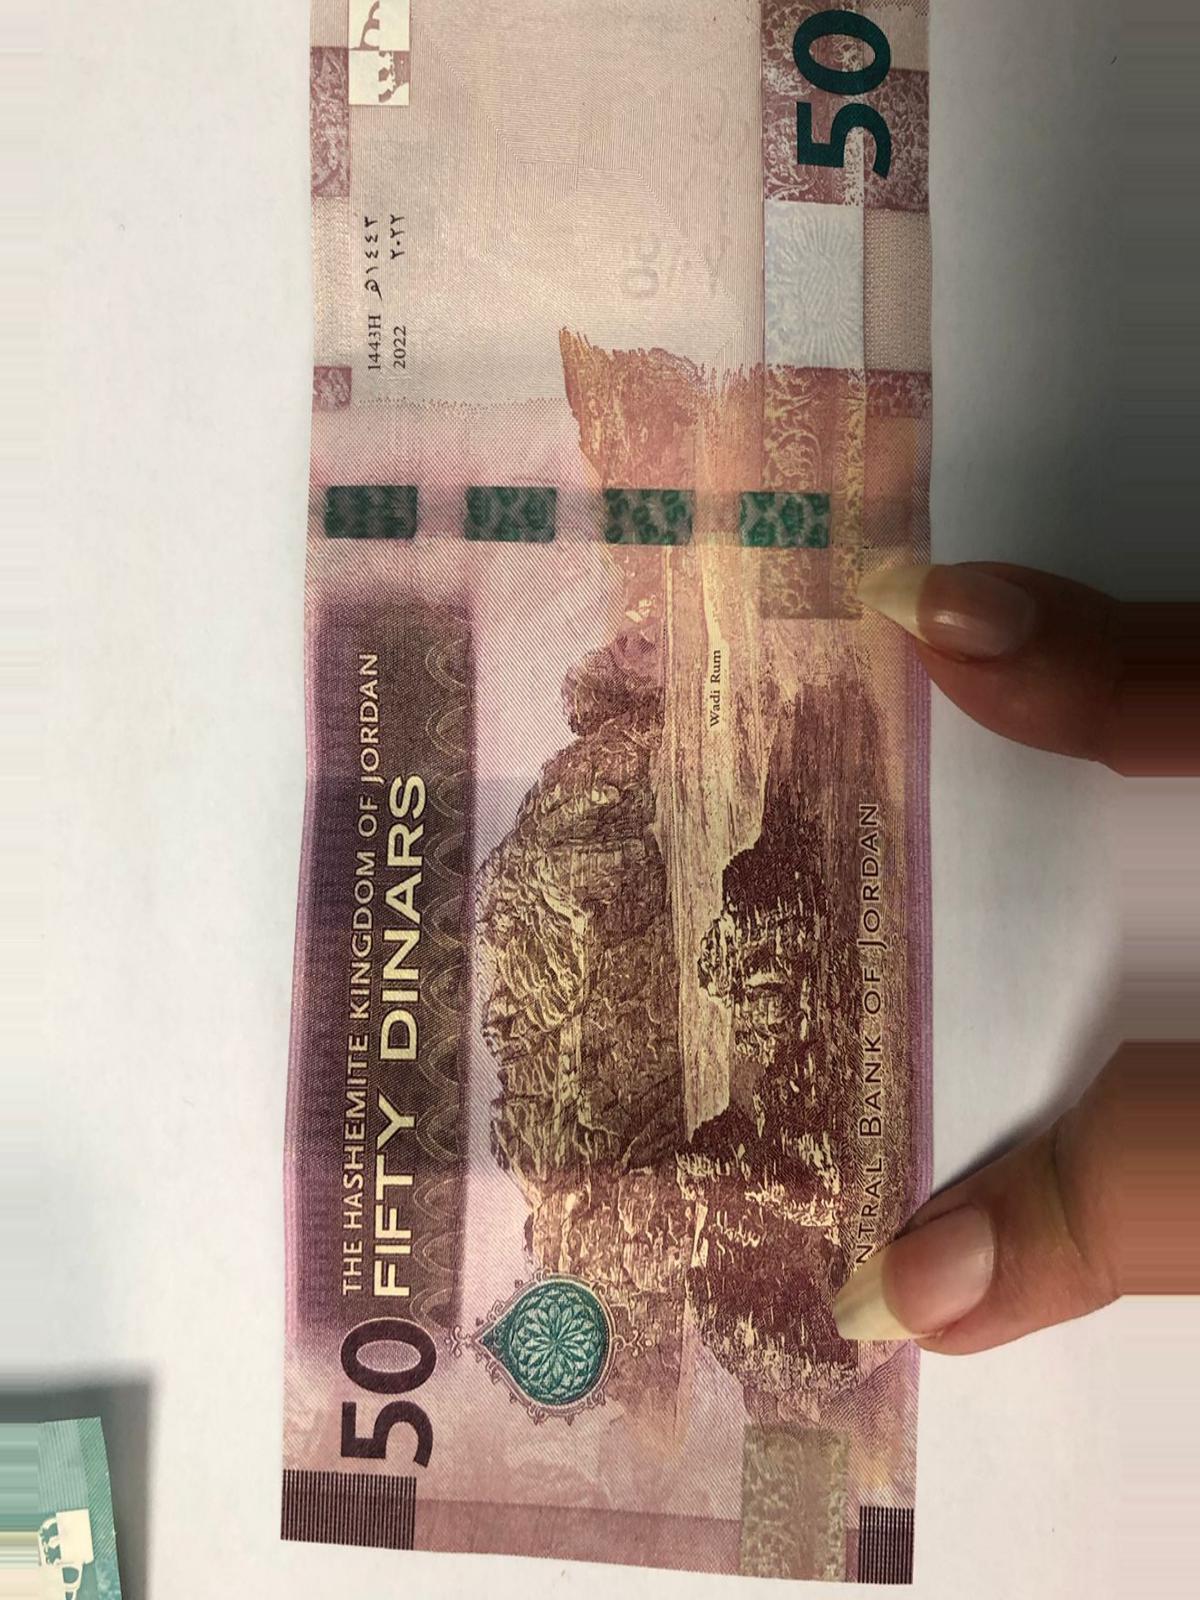 50
THE HASHEMITE KINGDOM OF JORDAN
FIFTY DINARS
1443H ١٤٤٣هـ
2022 ٢٠٢٢
Wadi Rum
NTRAL BANK OF JORDAN
50